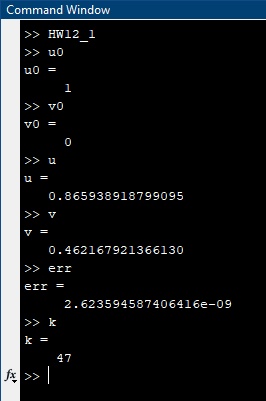 Command Window
>> HW12_1
>> u0
u0 =
1
>> v0
v0 =
0
>> u
u =
0.865938918799095
>> v
v =
0.462167921366130
>> err
err =
2.623594587406416e-09
>> k
k =
47
fx >>